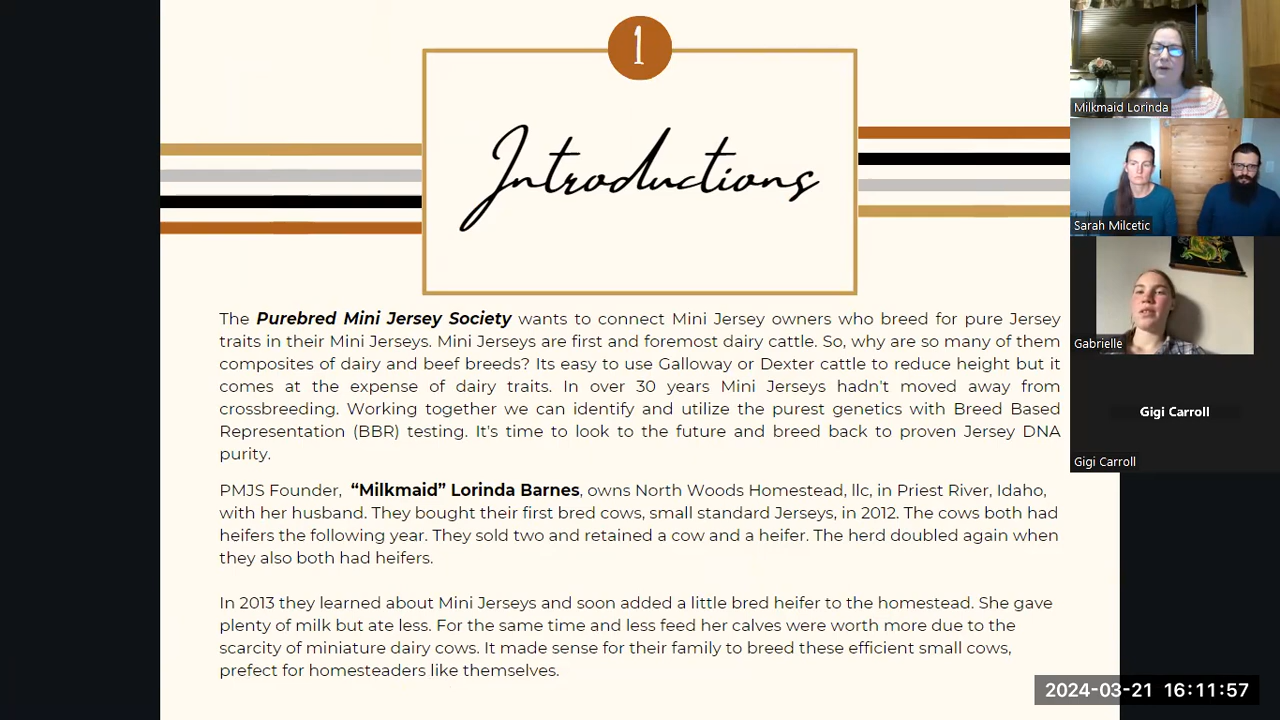 1
Introductions
The Purebred Mini Jersey Society wants to connect Mini Jersey owners who breed for pure Jersey
traits in their Mini Jerseys. Mini Jerseys are first and foremost dairy cattle. So, why are so many of them
composites of dairy and beef breeds? Its easy to use Galloway or Dexter cattle to reduce height but it
comes at the expense of dairy traits. In over 30 years Mini Jerseys hadn't moved away from
crossbreeding. Working together we can identify and utilize the purest genetics with Breed Based
Representation (BBR) testing. It's time to look to the future and breed back to proven Jersey DNA
purity.
PMJS Founder, “Milkmaid” Lorinda Barnes, owns North Woods Homestead, llc, in Priest River, Idaho,
with her husband. They bought their first bred cows, small standard Jerseys, in 2012. The cows both had
heifers the following year. They sold two and retained a cow and a heifer. The herd doubled again when
they also both had heifers.
In 2013 they learned about Mini Jerseys and soon added a little bred heifer to the homestead. She gave
plenty of milk but ate less. For the same time and less feed her calves were worth more due to the
scarcity of miniature dairy cows. It made sense for their family to breed these efficient small cows,
prefect for homesteaders like themselves.
Milkmaid Lorinda
Sarah Milcetic
Gabrielle
Gigi Carroll
Gigi Carroll
2024-03-21 16:11:57